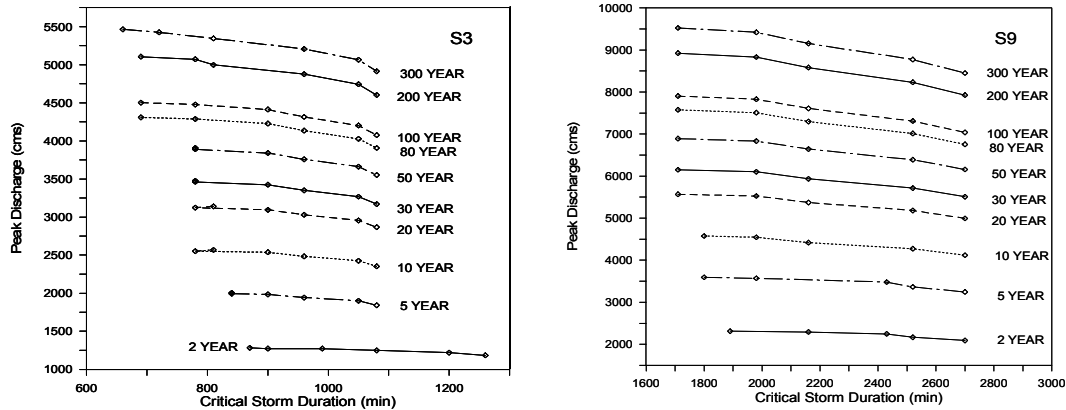 S3
Peak Discharge (cms)
5500
5000
4500
4000
3500
3000
2500
2000
1500
1000
300 YEAR
200 YEAR
100 YEAR
80 YEAR
50 YEAR
30 YEAR
20 YEAR
10 YEAR
5 YEAR
2 YEAR
600 800 1000 1200
Critical Storm Duration (min)
S9
Peak Discharge (cms)
10000
9000
8000
7000
6000
5000
4000
3000
2000
300 YEAR
200 YEAR
100 YEAR
80 YEAR
50 YEAR
30 YEAR
20 YEAR
10 YEAR
5 YEAR
2 YEAR
1600 1800 2000 2200 2400 2600 2800 3000
Critical Storm Duration (min)